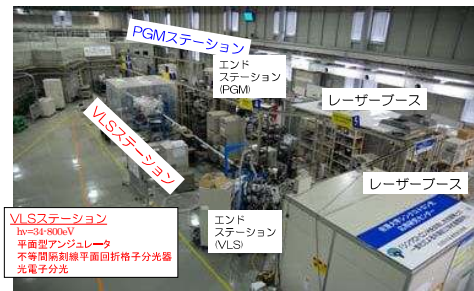 PGMステーション
エンド
ステーション
(PGM)
レーザーブース
VLSステーション
レーザーブース
エンド
ステーション
(VLS)
VLSステーション
hν=34-800eV
平面型アンジュレータ
不等間隔刻線平面回折格子分光器
光電子分光